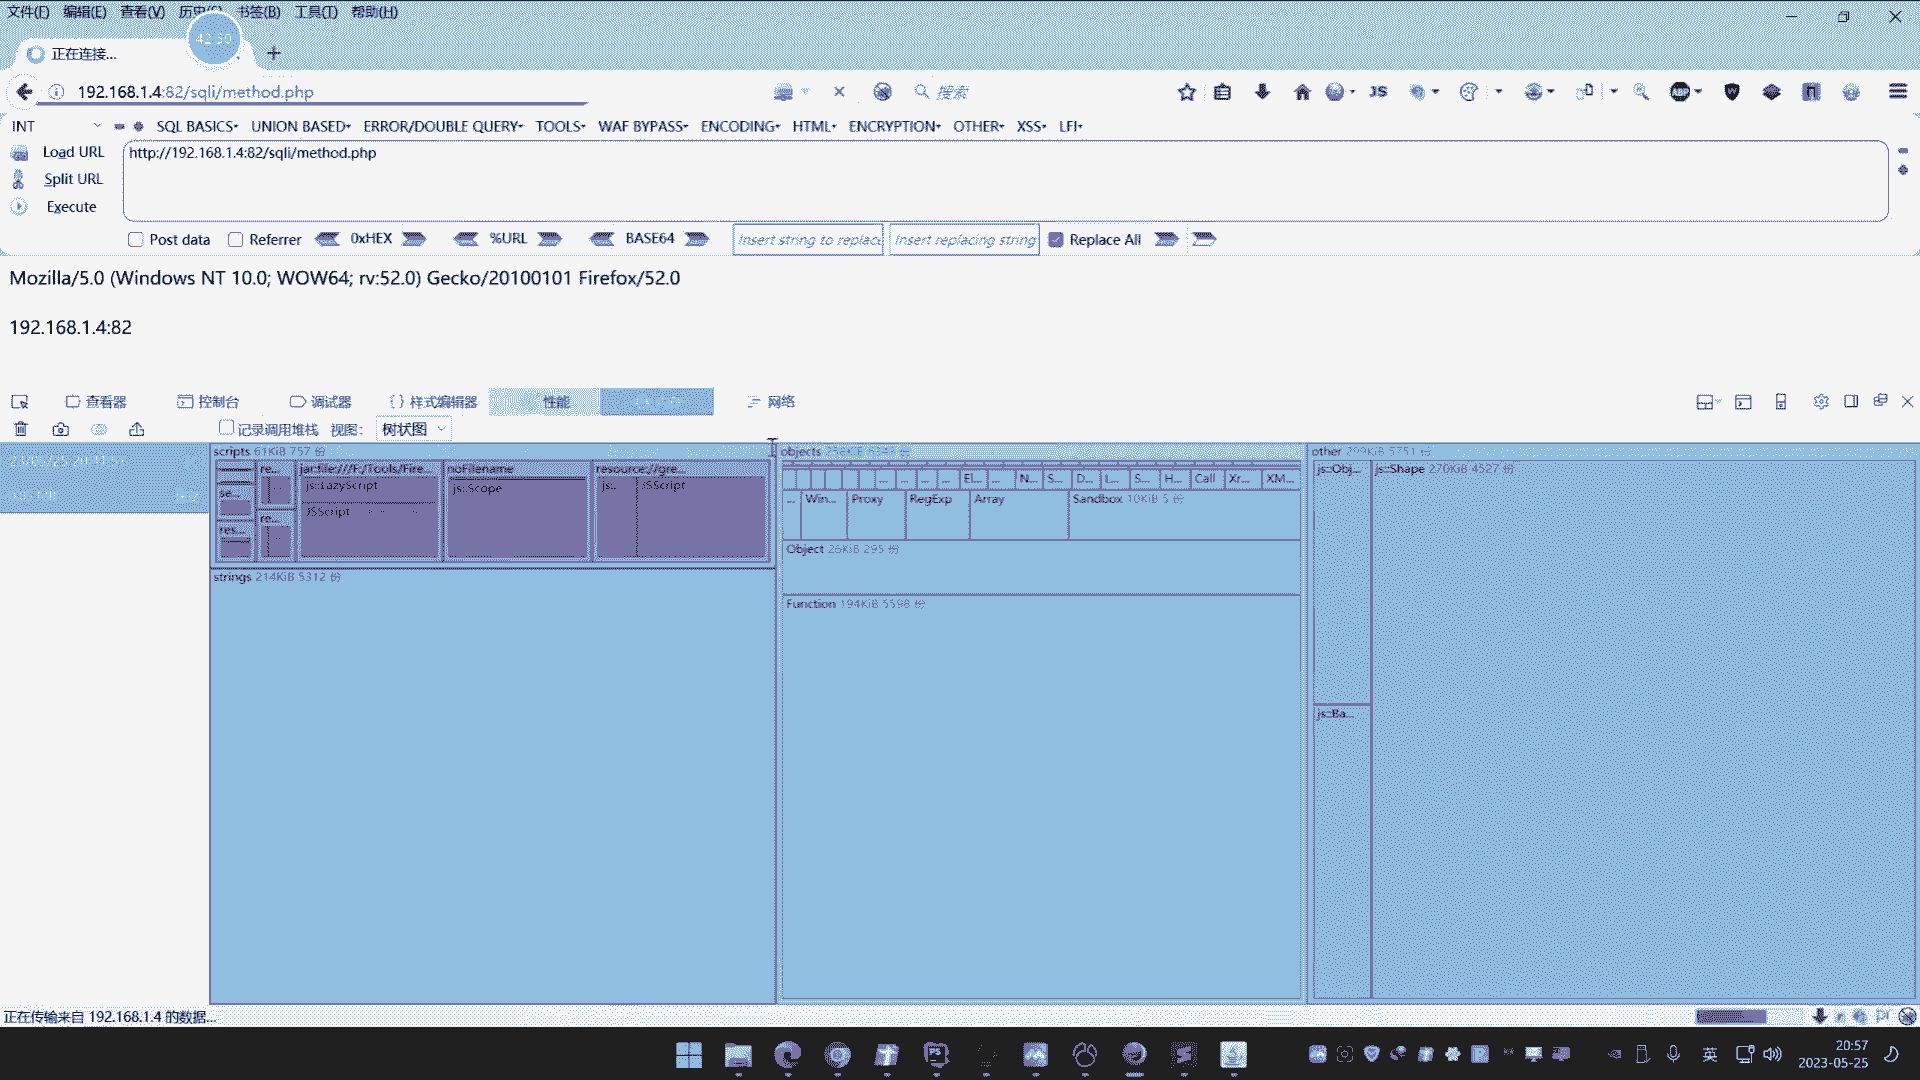 文件(F) 编辑(E) 查看(V) 书签(B) 工具(T) 帮助(H)
正在连接...
192.168.1.4:82/sqli/method.php 搜索 JS ABP
INT SQL BASICS UNION BASED ERROR/DOUBLE QUERY TOOLS WAF BYPASS ENCODING HTML ENCRYPTION OTHER XSS LFI
Load URL http://192.168.1.4:82/sqli/method.php
Split URL
Execute
Post data Referrer 0xHEX %URL BASE64 Insert string to replace Insert replacing string Replace All
Mozilla/5.0 (Windows NT 10.0; WOW64; rv:52.0) Gecko/20100101 Firefox/52.0
192.168.1.4:82
查看器 控制台 调试器 {} 样式编辑器 性能 网络
记录调用堆栈 视图: 树状图
scripts 61KiB 757 份 objects 258KiB 6343 份 other 299KiB 5751 份
re... jar:file:///F:/Tools/Fire... noFilename resource://gre... js::Obj... js::Shape 270KiB 4527 份
se... js::LazyScript js::Scope js... JSScript El... ... N... S... D... L... S... H... Call Xr... XM...
JSScript ... Win... Proxy RegExp Array Sandbox 10KiB 5 份
re...
res...
Object 26KiB 295 份
strings 214KiB 5312 份
Function 194KiB 5598 份
js::Ba...
正在传输来自 192.168.1.4 的数据...
英 20:57
2023-05-25